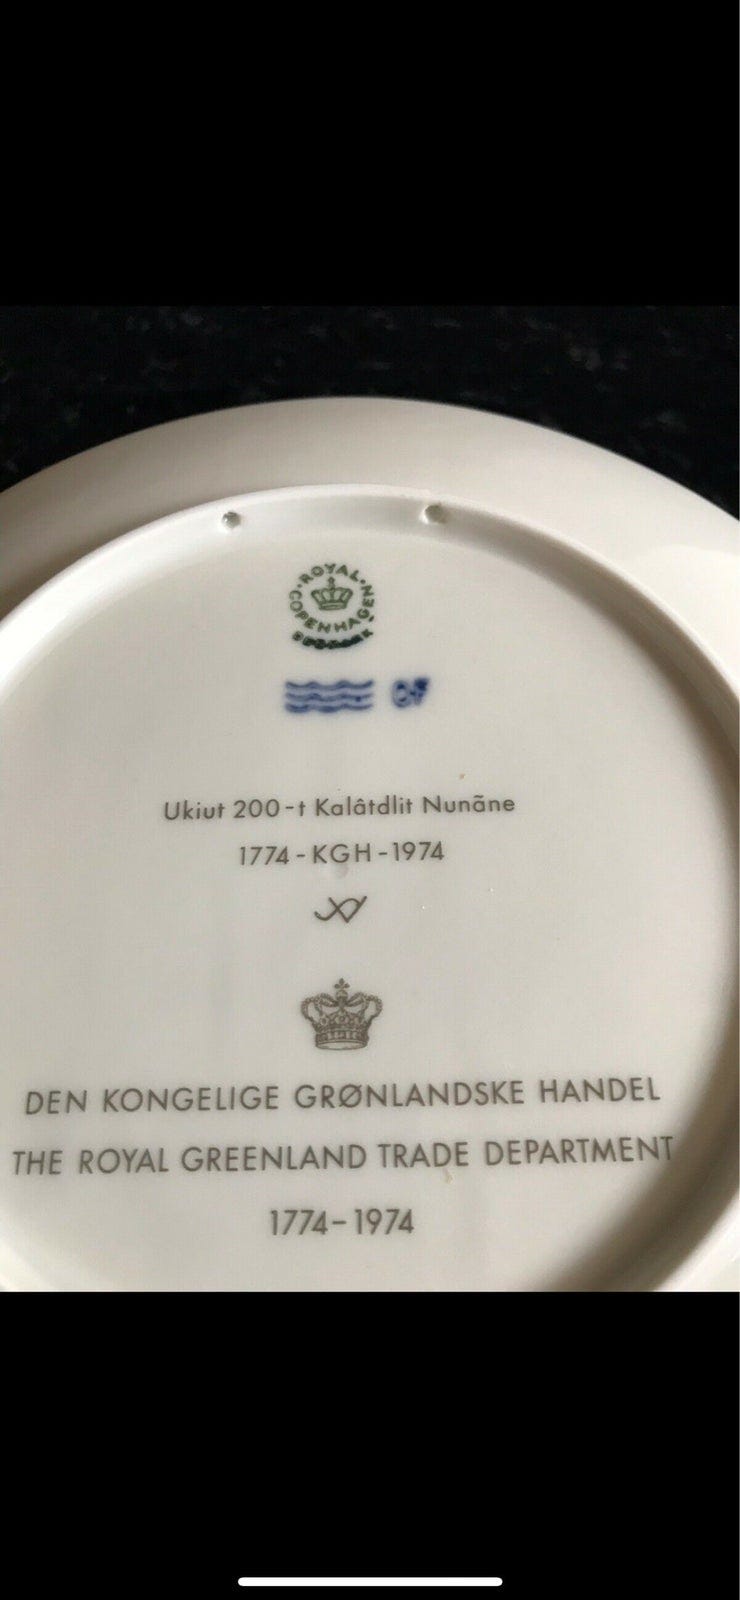 ROYAL COPENHAGEN
DENMARK
Ukiut 200-t Kalâtdlit Nunãne
1774-KGH-1974
DEN KONGELIGE GRØNLANDSKE HANDEL
THE ROYAL GREENLAND TRADE DEPARTMENT
1774-1974